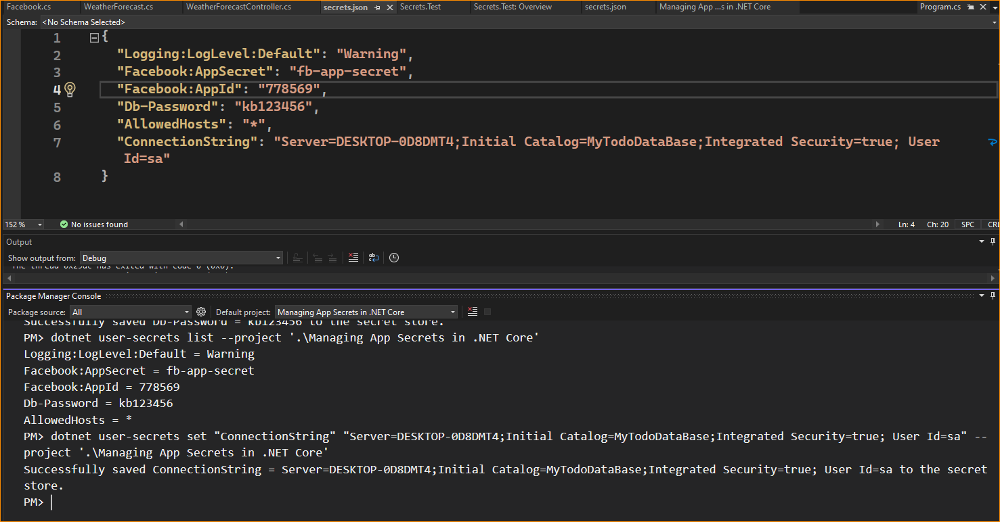 Facebook.cs WeatherForecast.cs WeatherForecastController.cs secrets.json Secrets.Test Secrets.Test: Overview secrets.json Managing App ...s in .NET Core Program.cs
Schema: <No Schema Selected>
1 {
2 "Logging:LogLevel:Default": "Warning",
3 "Facebook:AppSecret": "fb-app-secret",
4 "Facebook:AppId": "778569",
5 "Db-Password": "kb123456",
6 "AllowedHosts": "*",
7 "ConnectionString": "Server=DESKTOP-0D8DMT4;Initial Catalog=MyTodoDataBase;Integrated Security=true; User
Id=sa"
8 }
152 % No issues found Ln: 4 Ch: 20 SPC CRL
Output
Show output from: Debug
Package Manager Console
Package source: All Default project: Managing App Secrets in .NET Core
Successfully saved Db-Password = kb123456 to the secret store.
PM> dotnet user-secrets list --project '.\Managing App Secrets in .NET Core'
Logging:LogLevel:Default = Warning
Facebook:AppSecret = fb-app-secret
Facebook:AppId = 778569
Db-Password = kb123456
AllowedHosts = *
PM> dotnet user-secrets set "ConnectionString" "Server=DESKTOP-0D8DMT4;Initial Catalog=MyTodoDataBase;Integrated Security=true; User Id=sa" --
project '.\Managing App Secrets in .NET Core'
Successfully saved ConnectionString = Server=DESKTOP-0D8DMT4;Initial Catalog=MyTodoDataBase;Integrated Security=true; User Id=sa to the secret
store.
PM>